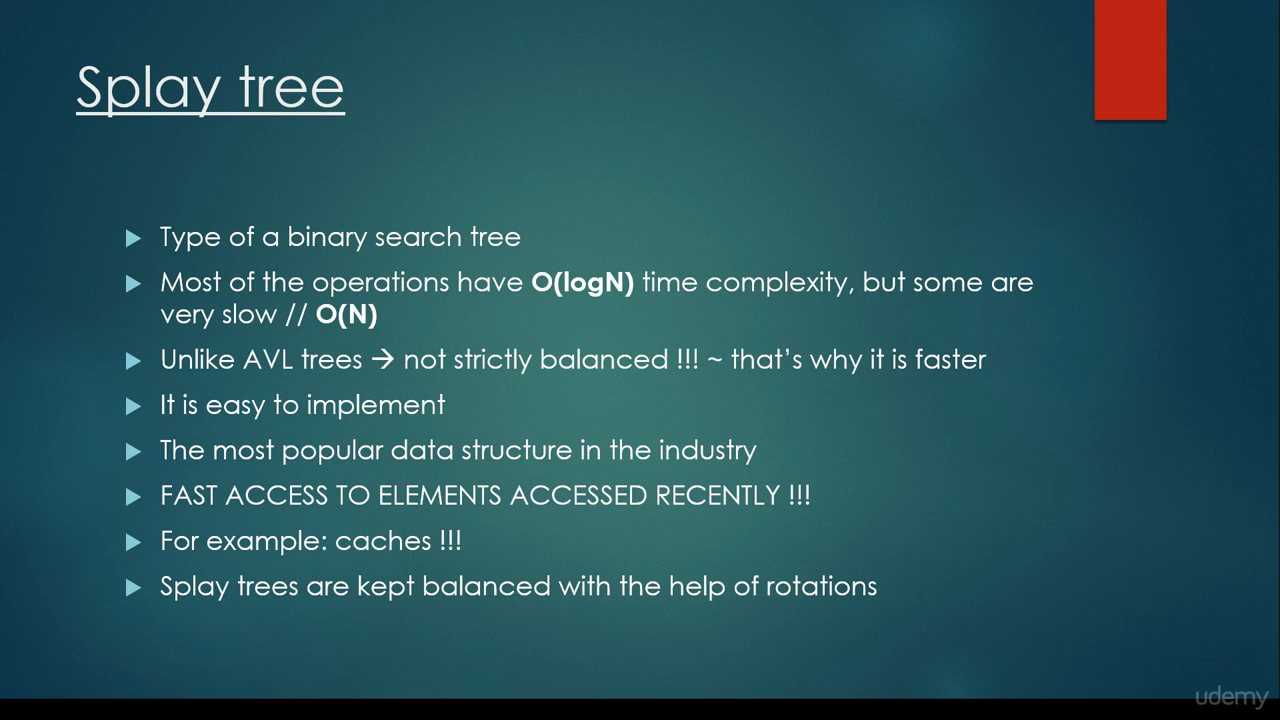 Splay tree
Type of a binary search tree
Most of the operations have O(logN) time complexity, but some are
very slow // O(N)
Unlike AVL trees → not strictly balanced !!! ~ that's why it is faster
It is easy to implement
The most popular data structure in the industry
FAST ACCESS TO ELEMENTS ACCESSED RECENTLY !!!
For example: caches !!!
Splay trees are kept balanced with the help of rotations
udemy